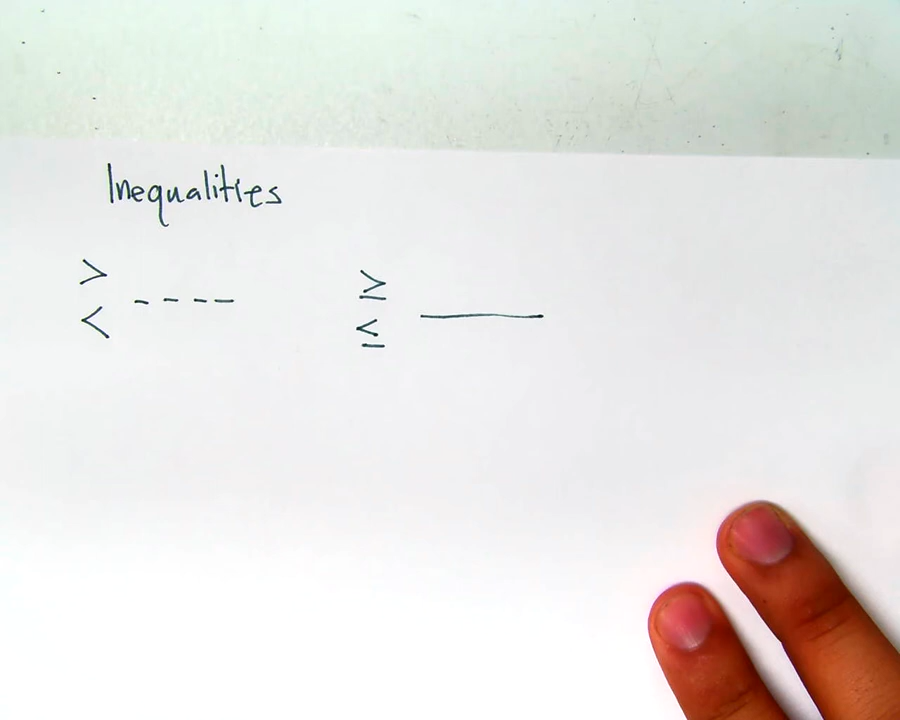 Inequalities
> ≥
< - - - - ≤ ———